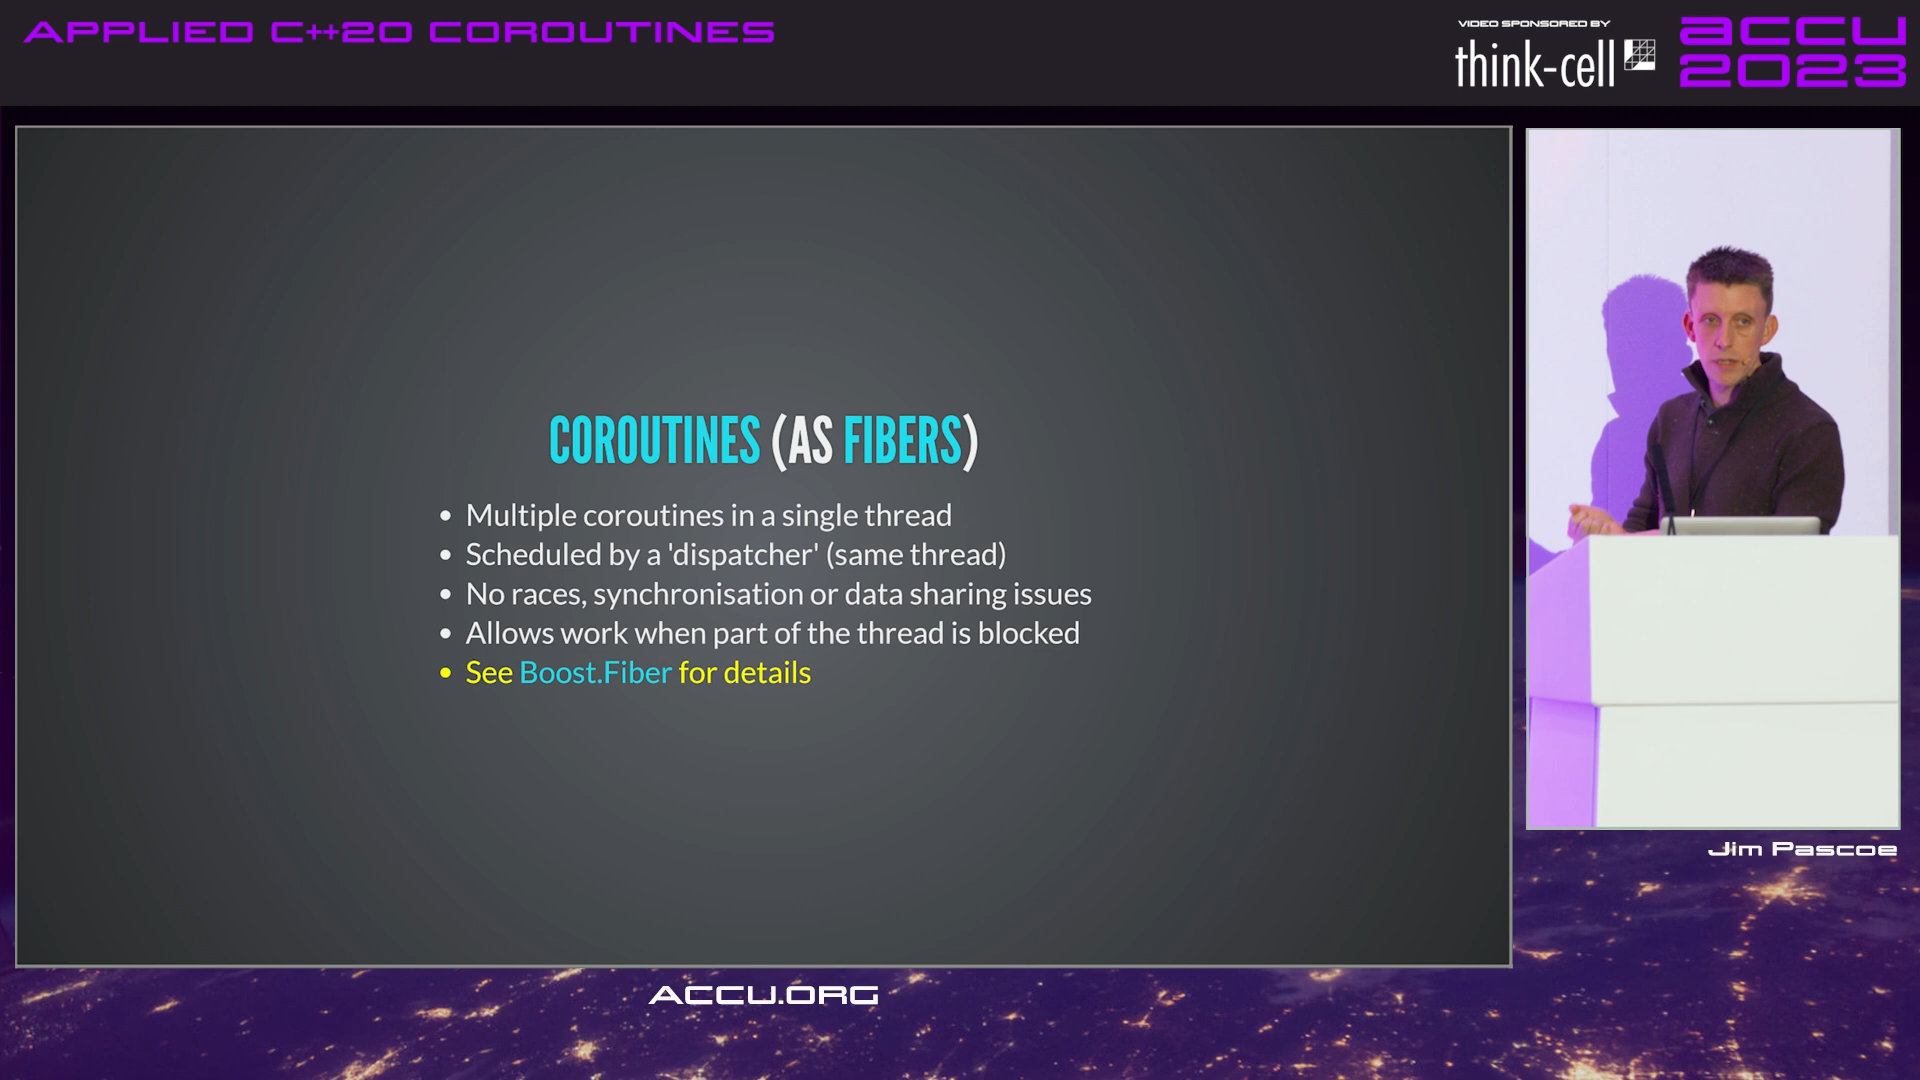 APPLIED C++20 COROUTINES
VIDEO SPONSORED BY
think-cell
accu
2023
COROUTINES (AS FIBERS)
• Multiple coroutines in a single thread
• Scheduled by a 'dispatcher' (same thread)
• No races, synchronisation or data sharing issues
• Allows work when part of the thread is blocked
• See Boost.Fiber for details
Jim Pascoe
ACCU.ORG